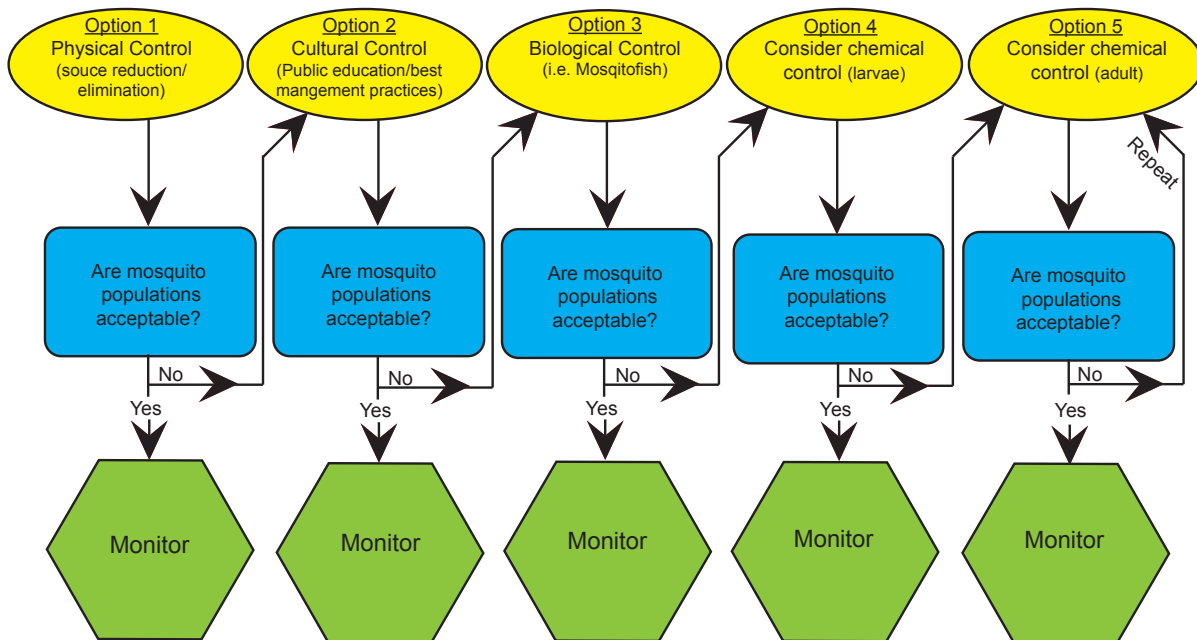 Option 1
Physical Control
(souce reduction/
elimination)
Option 2
Cultural Control
(Public education/best
mangement practices)
Option 3
Biological Control
(i.e. Mosqitofish)
Option 4
Consider chemical
control (larvae)
Option 5
Consider chemical
control (adult)
Repeat
Are mosquito
populations
acceptable?
Are mosquito
populations
acceptable?
Are mosquito
populations
acceptable?
Are mosquito
populations
acceptable?
Are mosquito
populations
acceptable?
No
No
No
No
No
Yes
Yes
Yes
Yes
Yes
Monitor
Monitor
Monitor
Monitor
Monitor